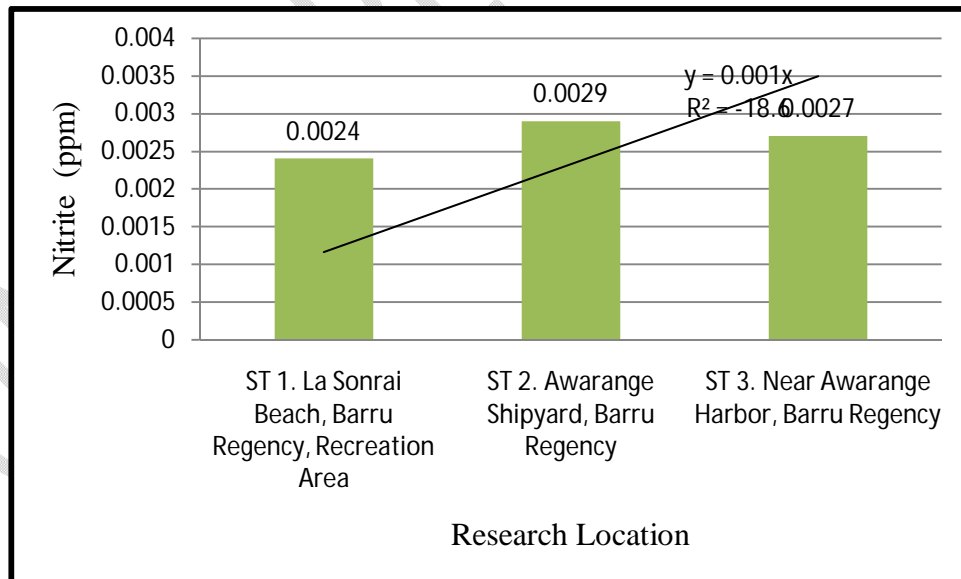 0.004
0.0035
0.003
0.0025
0.002
0.0015
0.001
0.0005
0
Nitrite (ppm)
0.0024
0.0029
y = 0.001x
R² = -18.6
0.0027
ST 1. La Sonrai
Beach, Barru
Regency, Recreation
Area
ST 2. Awarange
Shipyard, Barru
Regency
ST 3. Near Awarange
Harbor, Barru Regency
Research Location